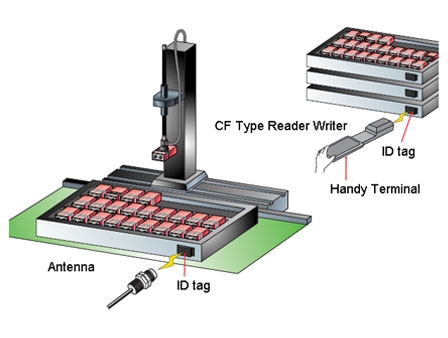 CF Type Reader Writer
ID tag
Handy Terminal
Antenna
ID tag